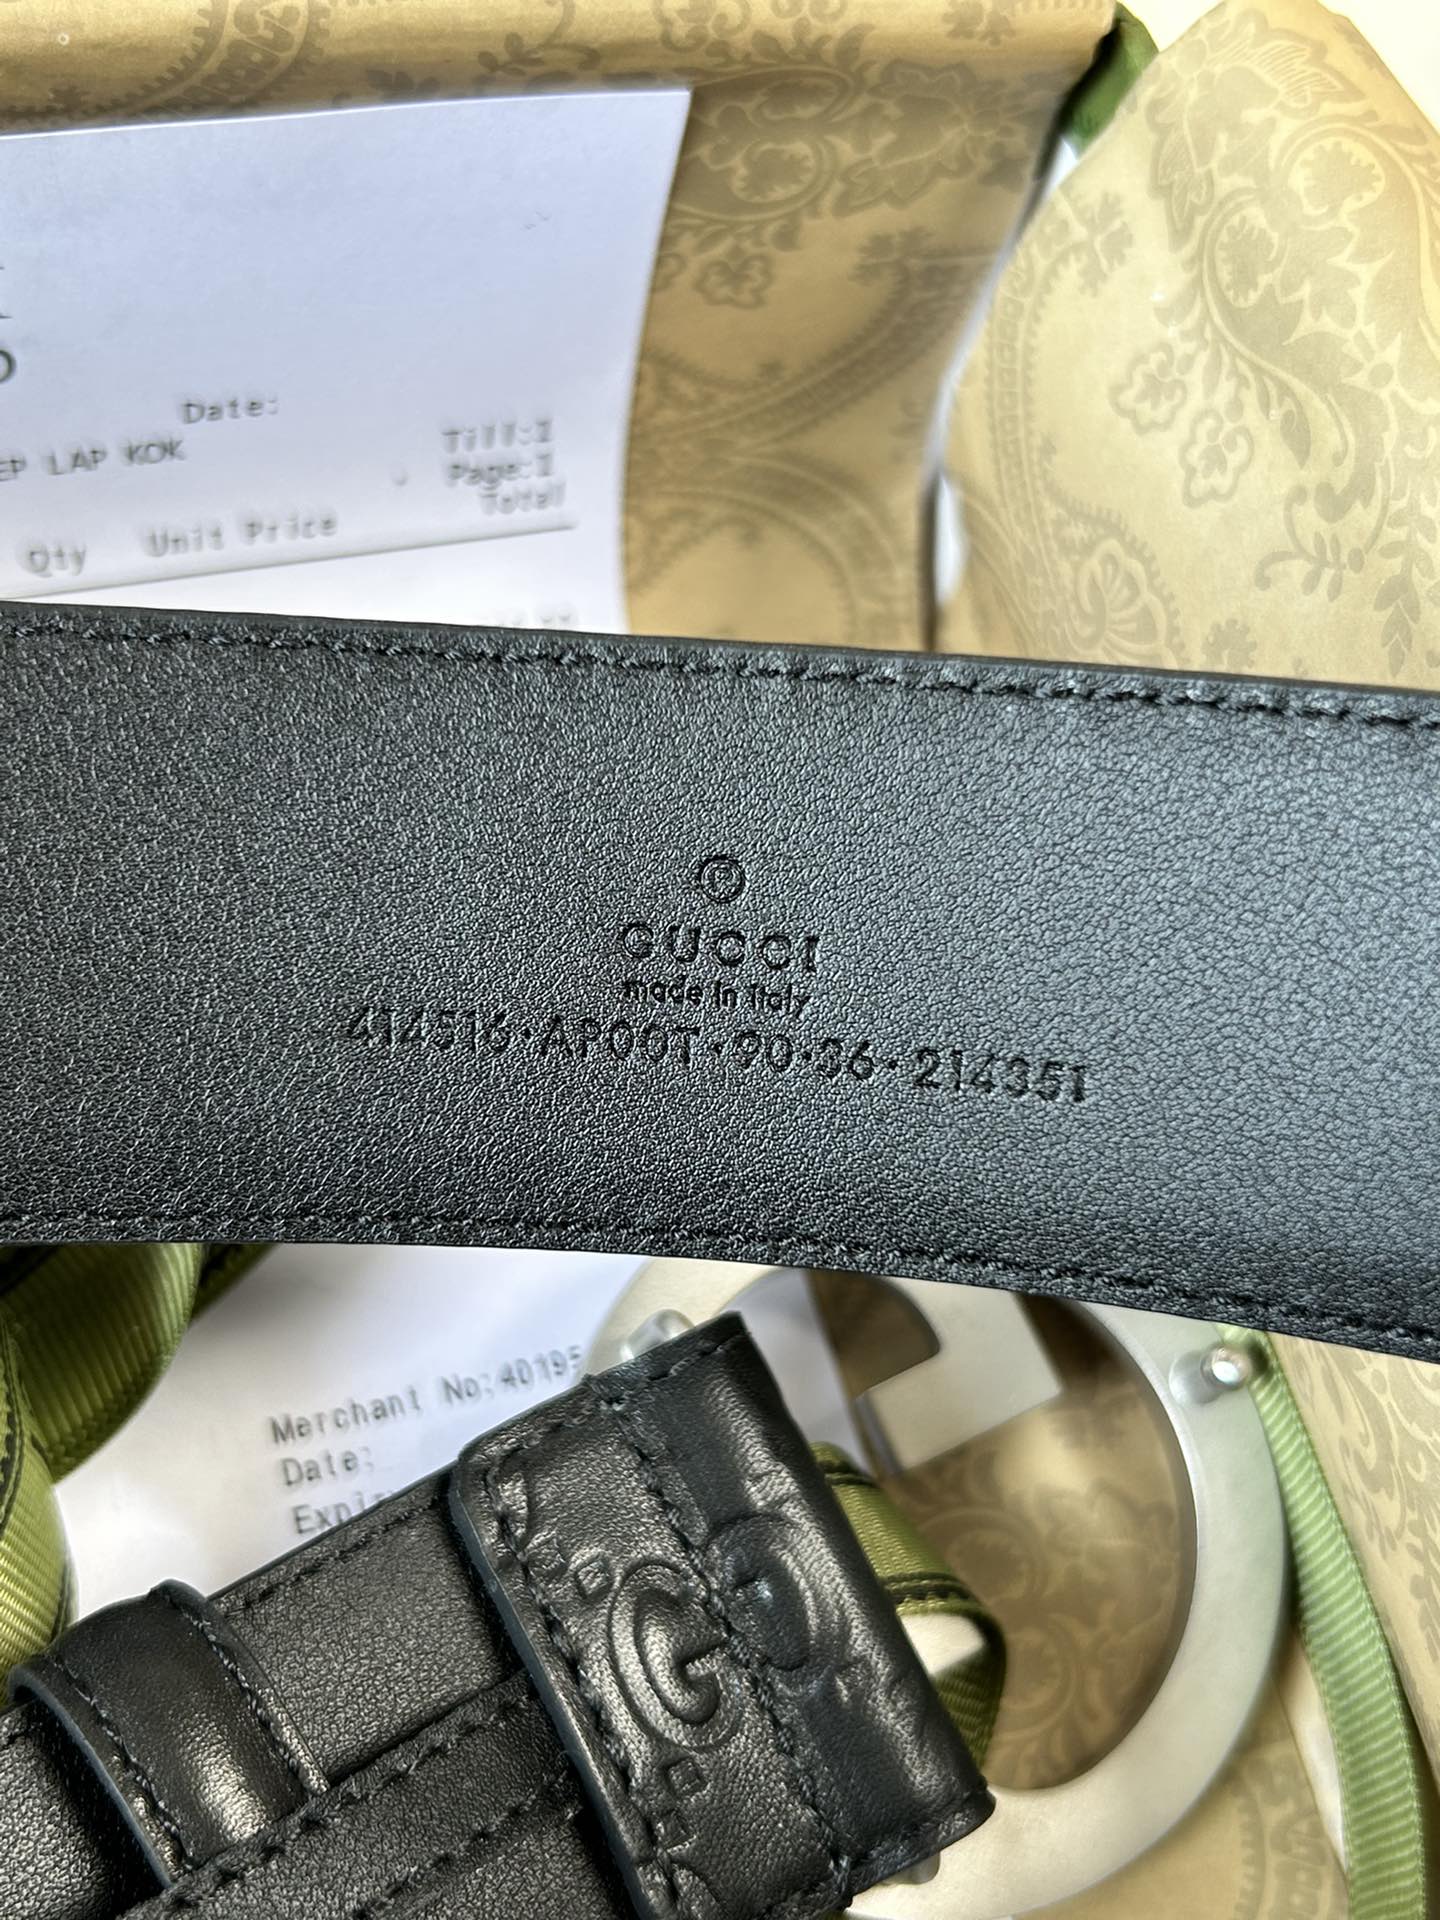 Date:
EP LAP KOK
Till:1
Page:1
Total
Qty Unit Price
®
GUCCI
made in italy
414516·AP00T·90·36·214351
Merchant No:40195
Date:
G